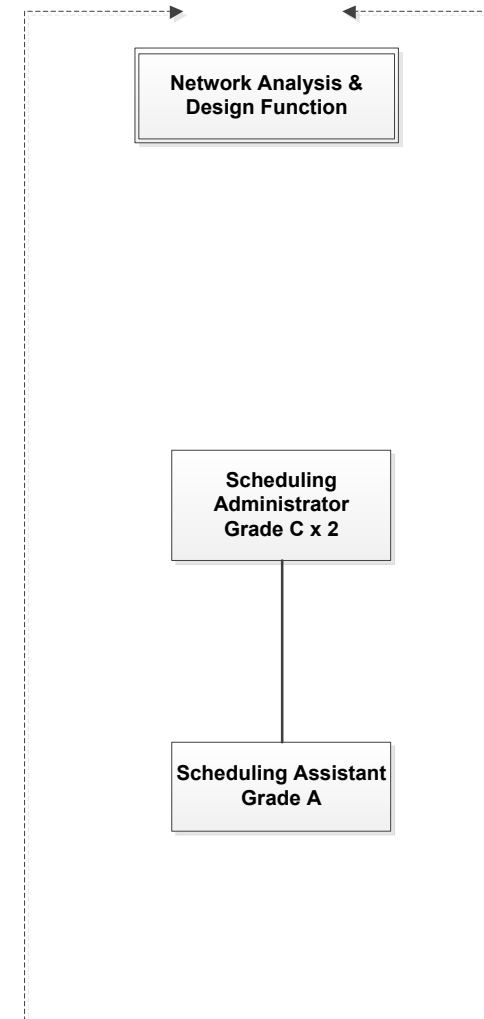 Network Analysis &
Design Function
Scheduling
Administrator
Grade C x 2
Scheduling Assistant
Grade A